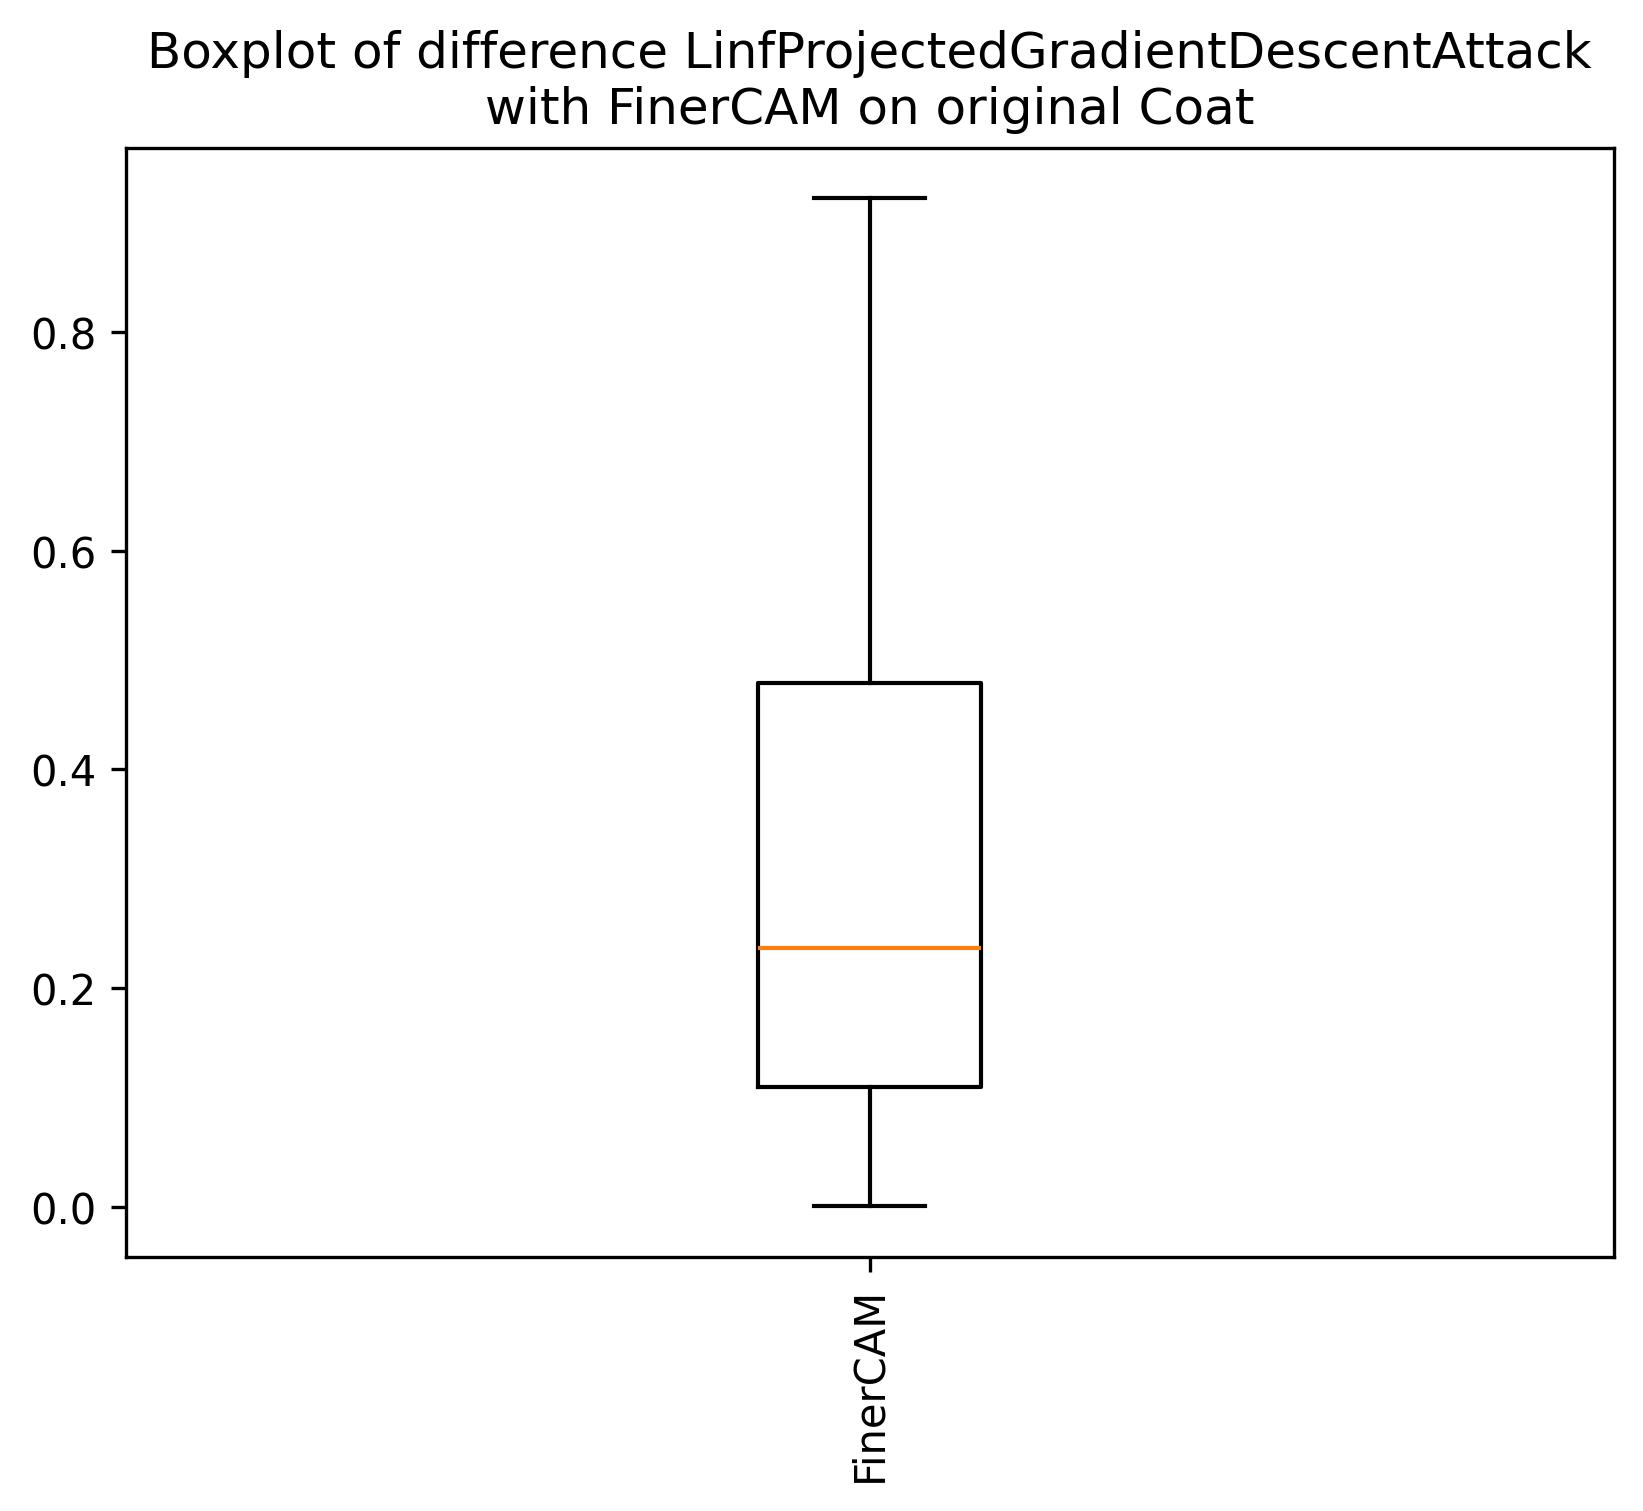 Boxplot of difference LinfProjectedGradientDescentAttack
with FinerCAM on original Coat
0.8
0.6
0.4
0.2
0.0
FinerCAM